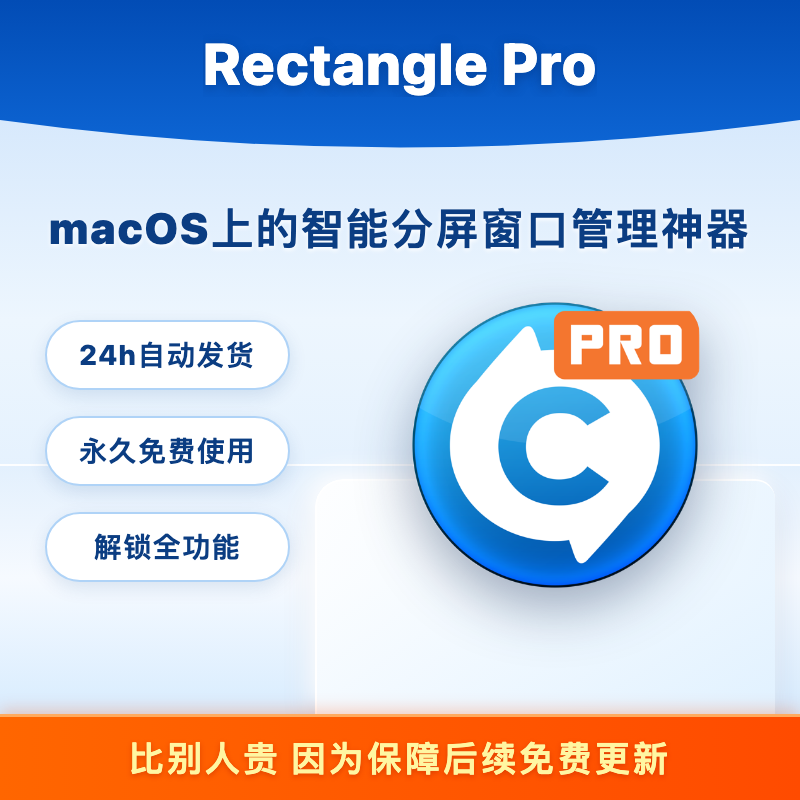 Rectangle Pro
macOS上的智能分屏窗口管理神器
PRO
24h自动发货
永久免费使用
解锁全功能
C
比别人贵 因为保障后续免费更新